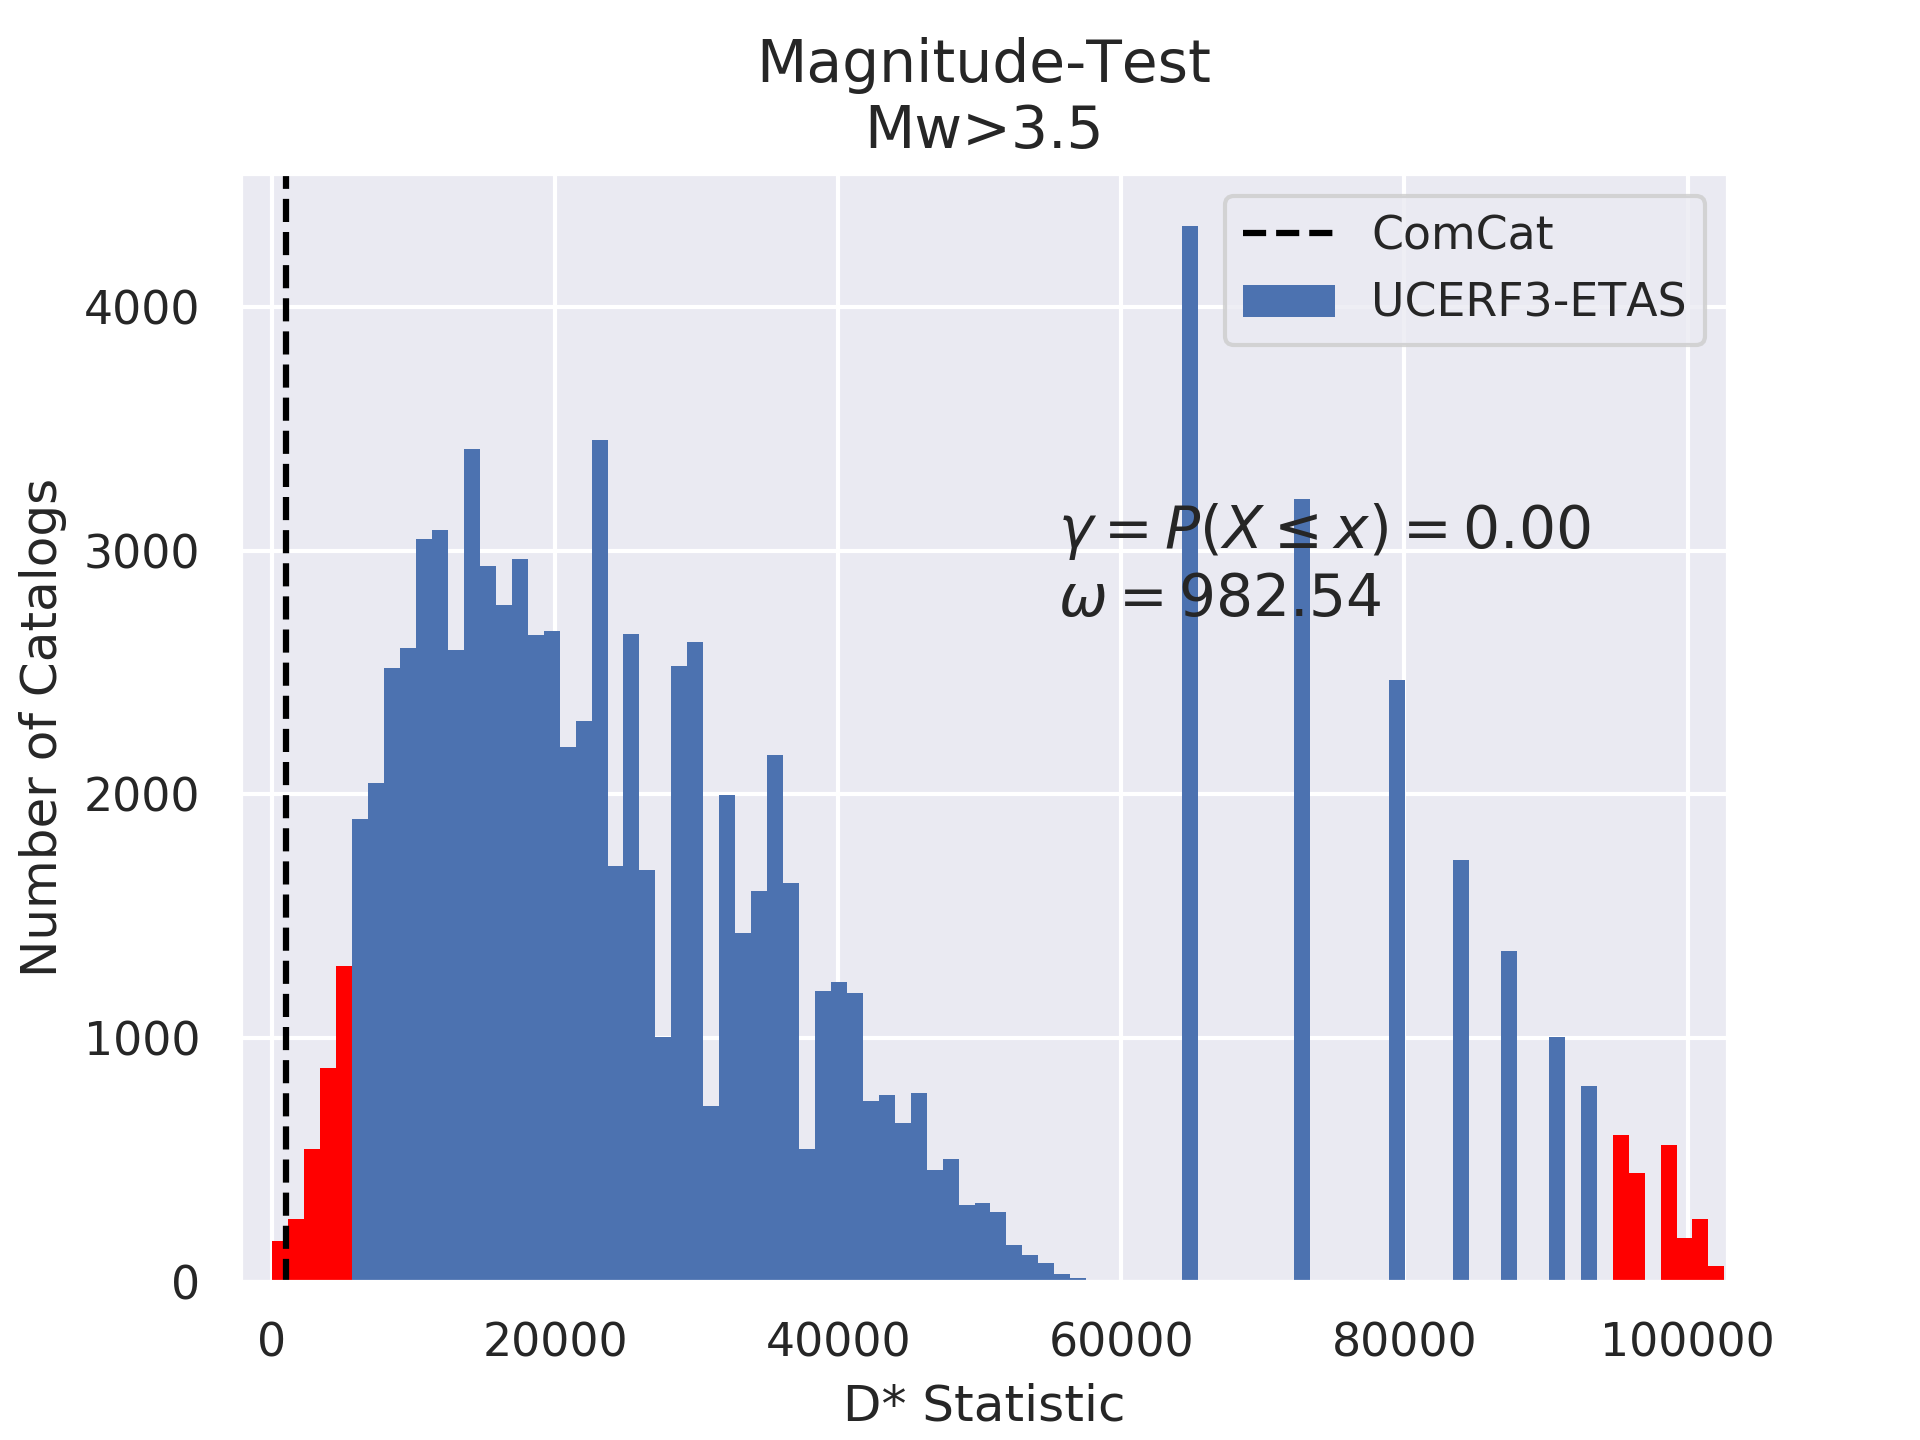 Magnitude-Test
Mw>3.5
ComCat
UCERF3-ETAS
γ = P(X ≤ x) = 0.00
ω = 982.54
Number of Catalogs
4000
3000
2000
1000
0
0 20000 40000 60000 80000 100000
D* Statistic